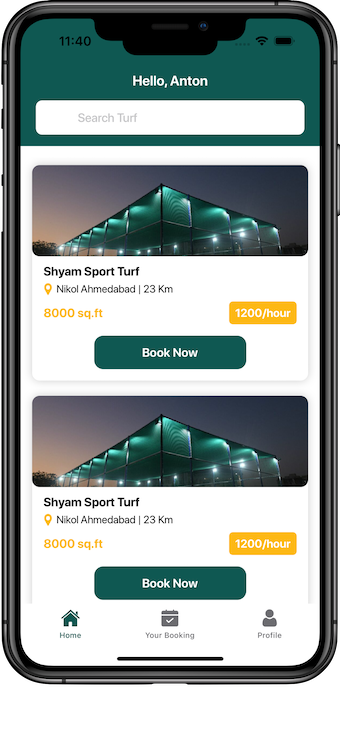 11:40
Hello, Anton
Search Turf
Shyam Sport Turf
Nikol Ahmedabad | 23 Km
8000 sq.ft
1200/hour
Book Now
Shyam Sport Turf
Nikol Ahmedabad | 23 Km
8000 sq.ft
1200/hour
Book Now
Home
Your Booking
Profile